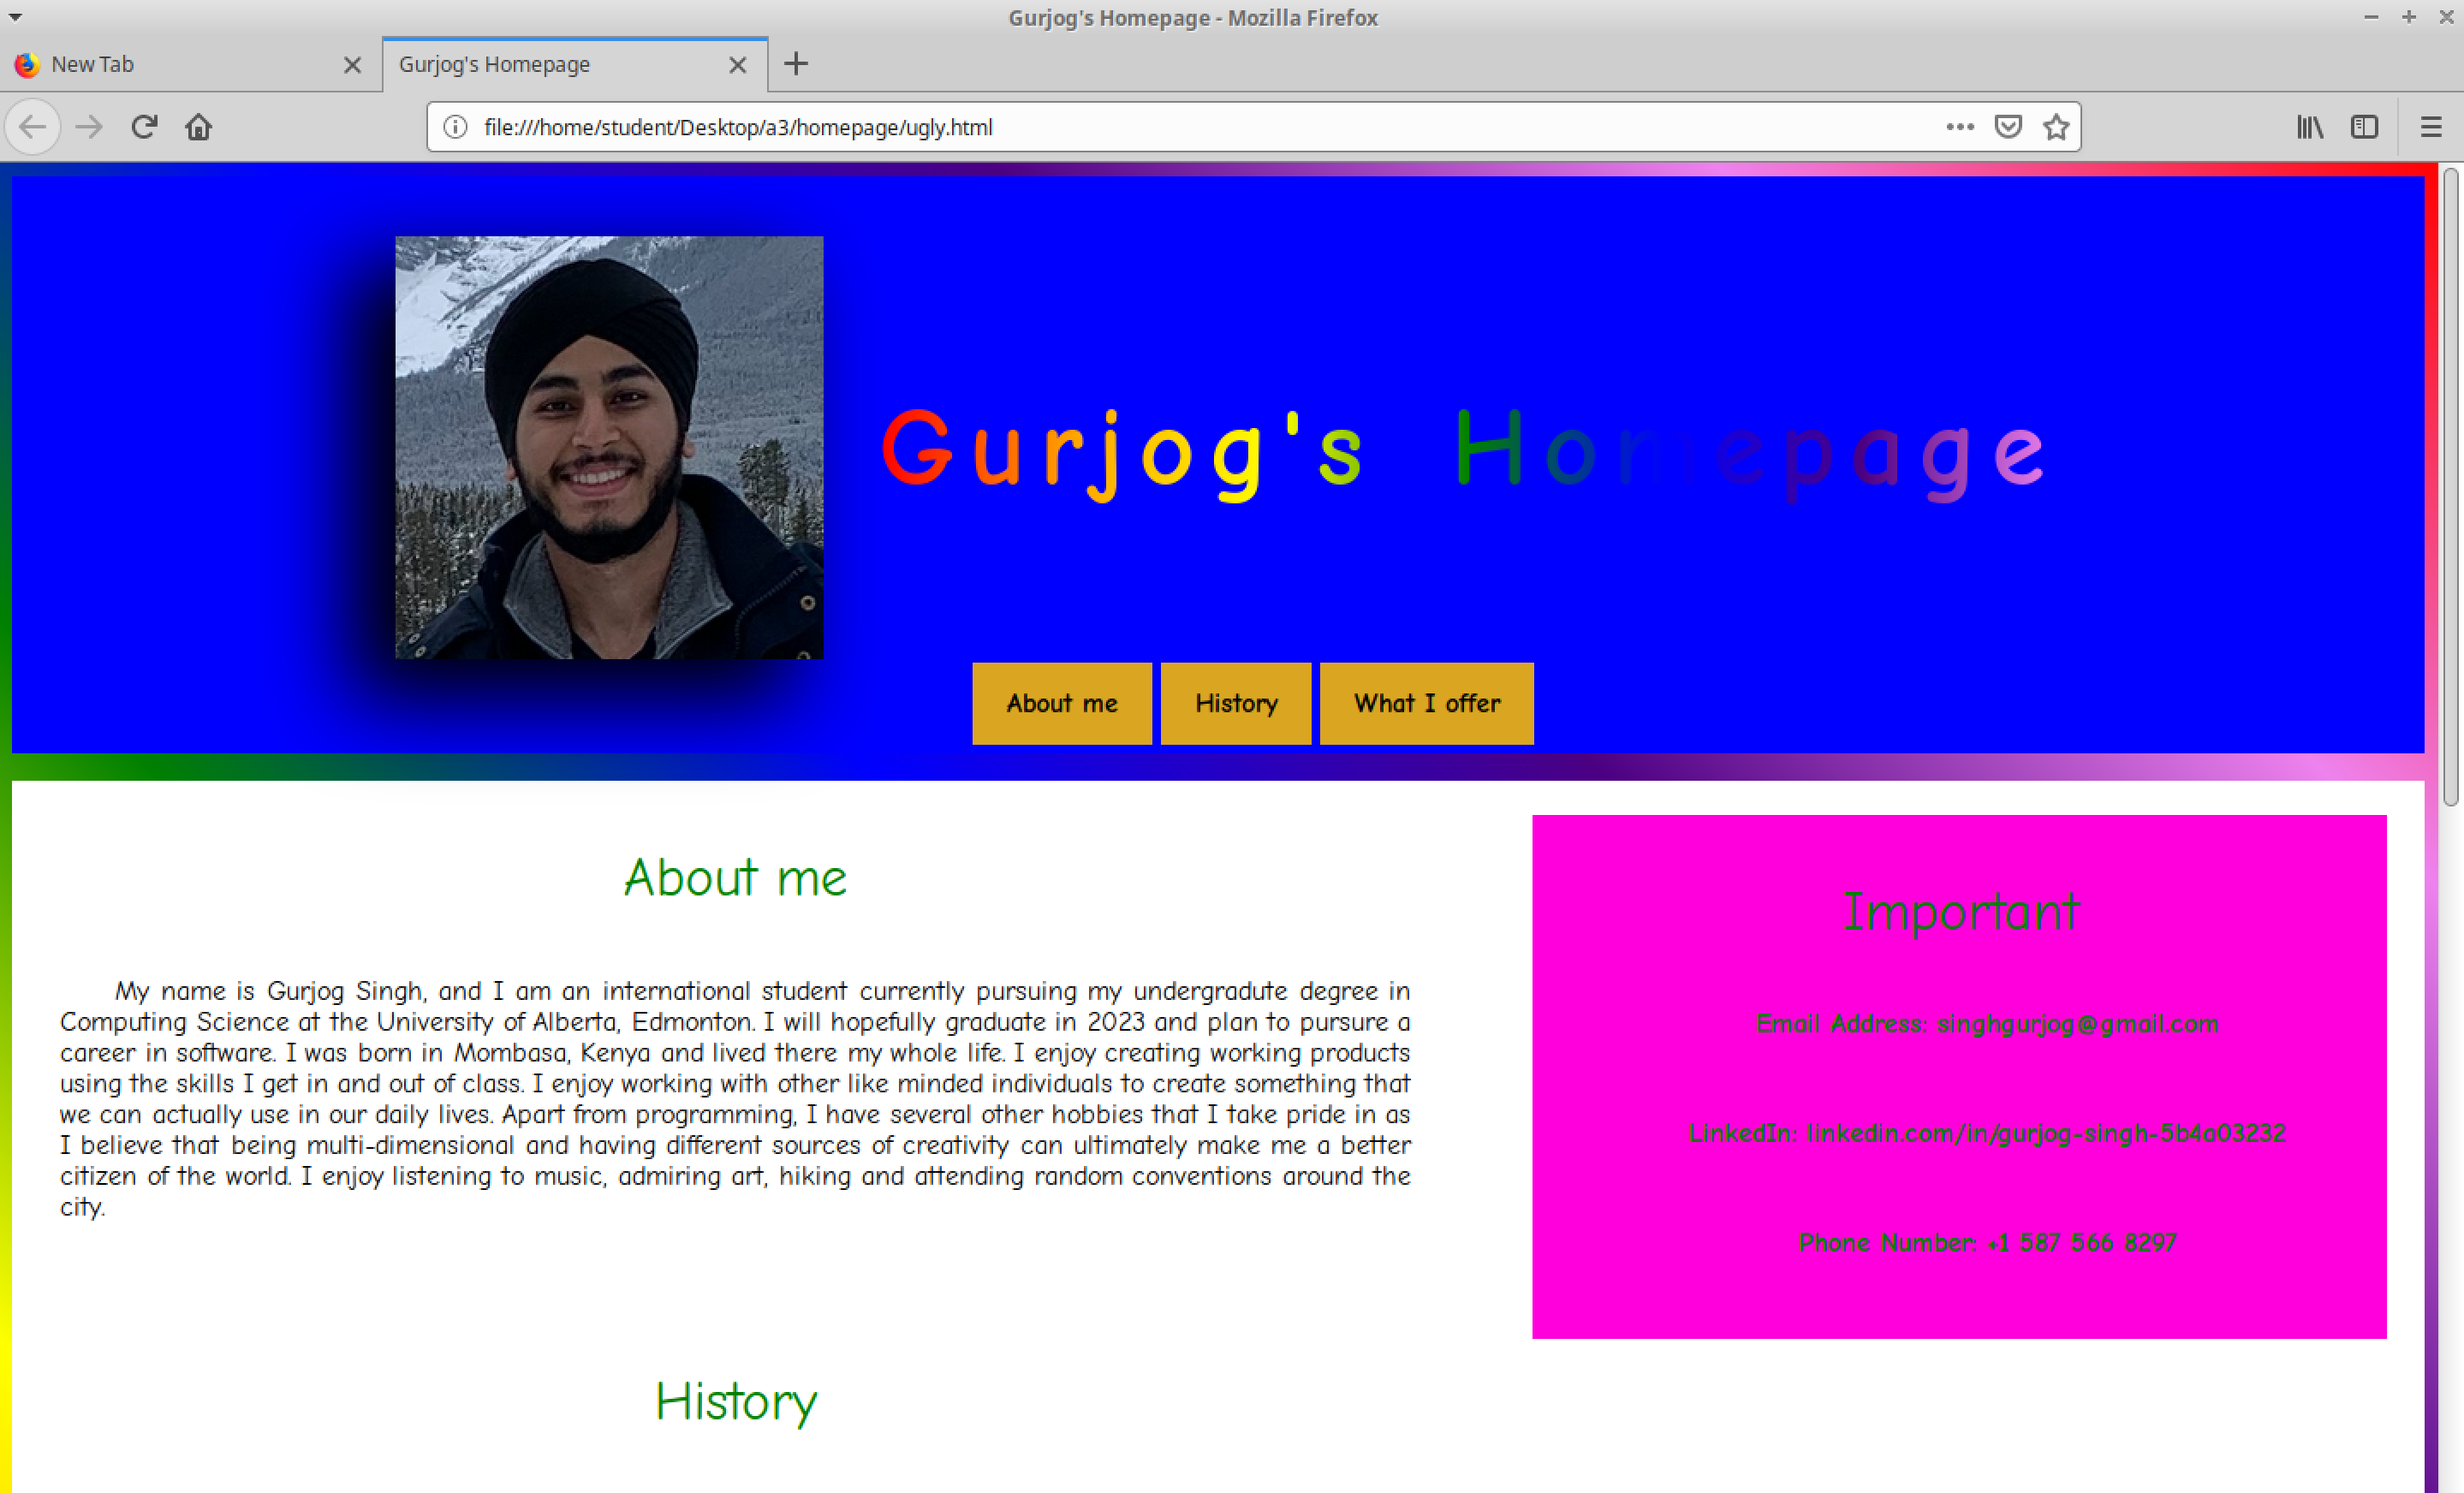 Gurjog's Homepage - Mozilla Firefox
New Tab
Gurjog's Homepage
file:///home/student/Desktop/a3/homepage/ugly.html
Gurjog's Homepage
About me
History
What I offer
About me
My name is Gurjog Singh, and I am an international student currently pursuing my undergradute degree in
Computing Science at the University of Alberta, Edmonton. I will hopefully graduate in 2023 and plan to pursure a
career in software. I was born in Mombasa, Kenya and lived there my whole life. I enjoy creating working products
using the skills I get in and out of class. I enjoy working with other like minded individuals to create something that
we can actually use in our daily lives. Apart from programming, I have several other hobbies that I take pride in as
I believe that being multi-dimensional and having different sources of creativity can ultimately make me a better
citizen of the world. I enjoy listening to music, admiring art, hiking and attending random conventions around the
city.
Important
Email Address: singhgurjog@gmail.com
LinkedIn: linkedin.com/in/gurjog-singh-5b4a03232
Phone Number: +1 587 566 8297
History